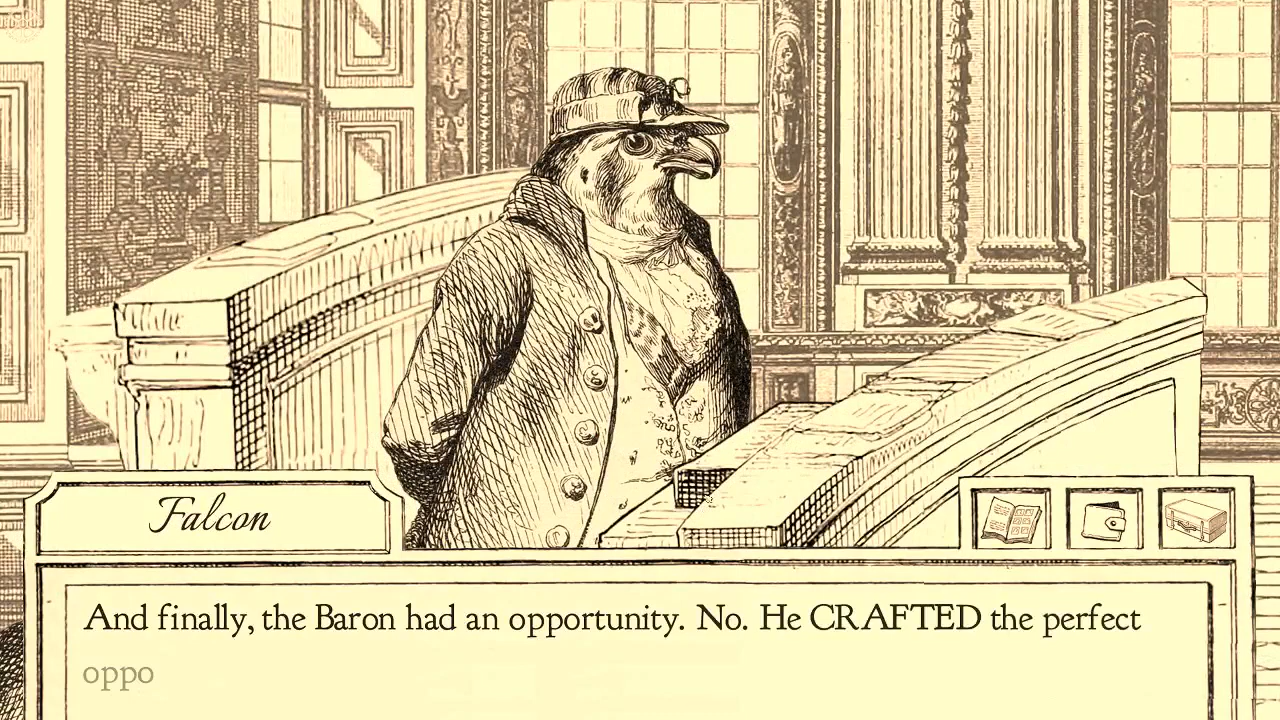 Falcon
And finally, the Baron had an opportunity. No. He CRAFTED the perfect
oppo